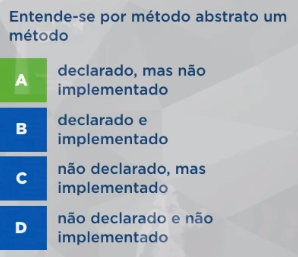 Entende-se por método abstrato um
método
A
declarado, mas não
implementado
B
declarado e
implementado
C
não declarado, mas
implementado
D
não declarado e não
implementado